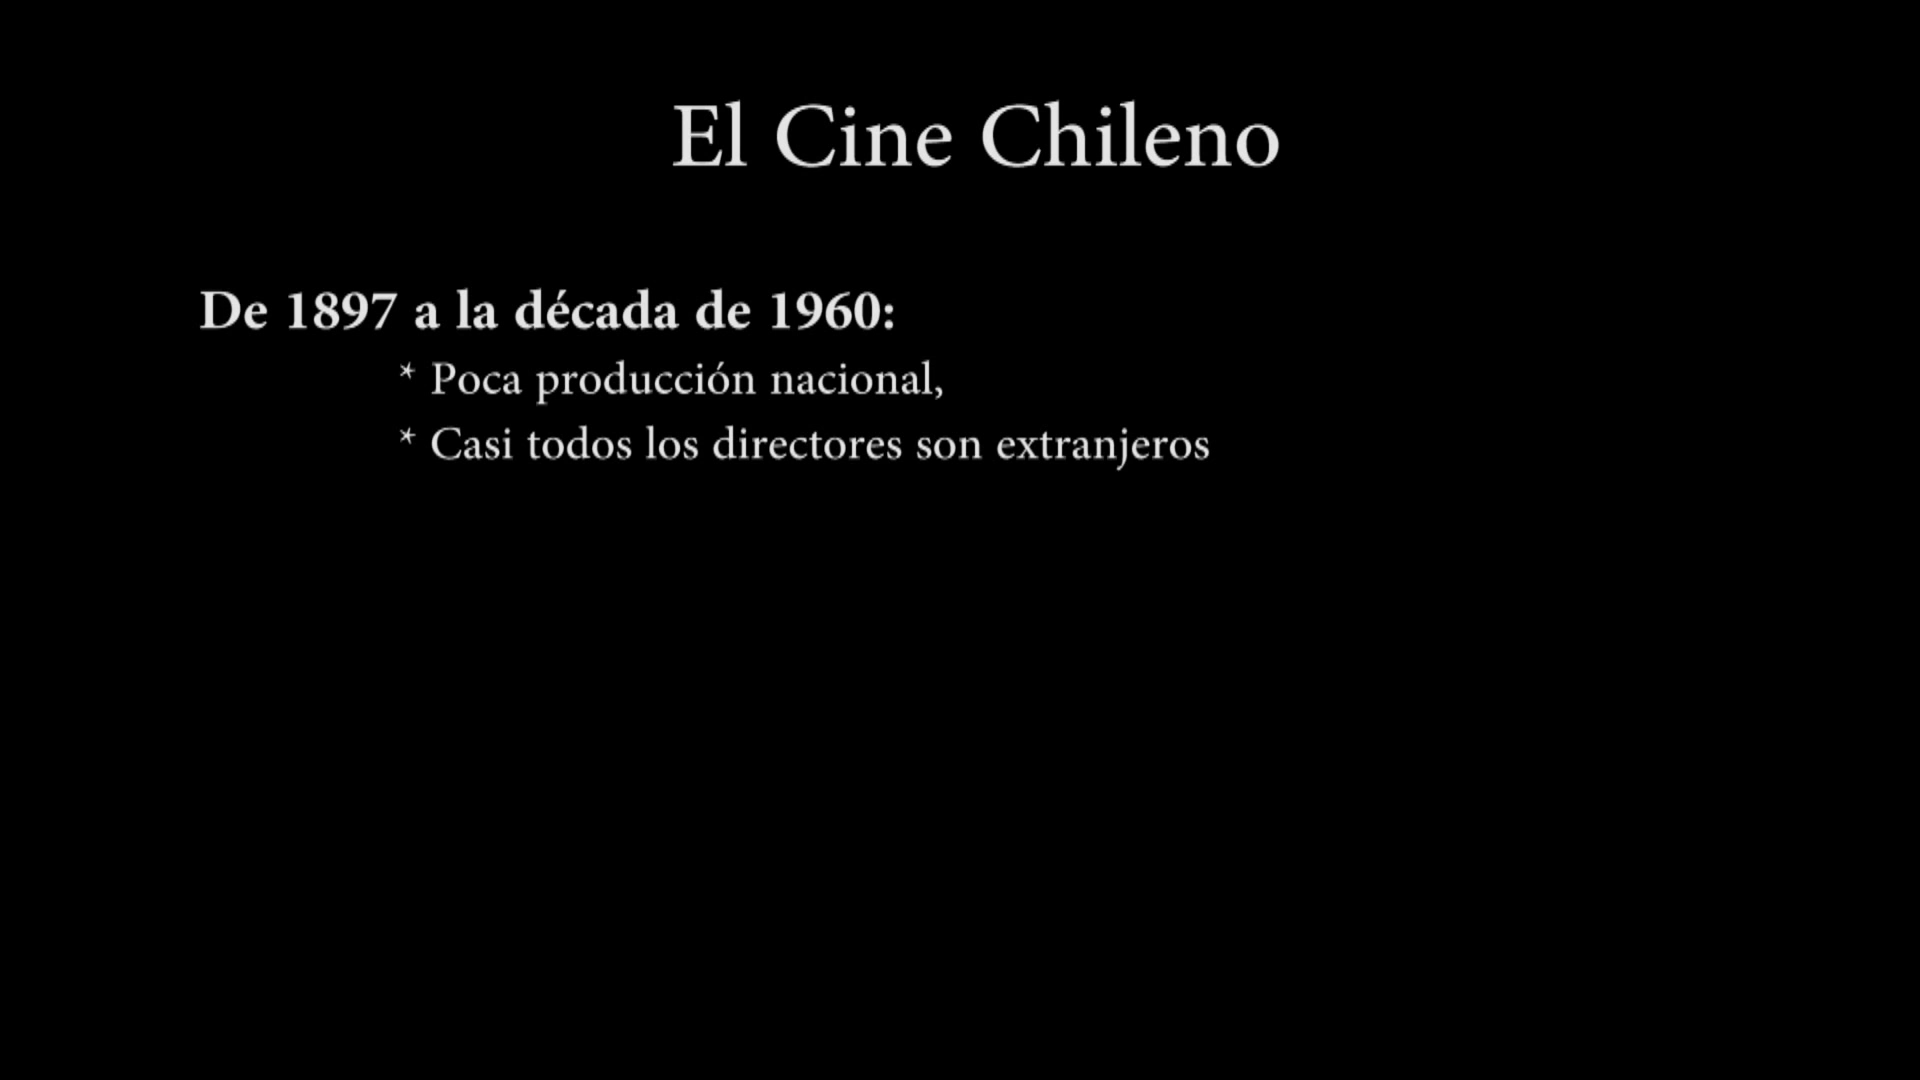 El Cine Chileno
De 1897 a la década de 1960:
* Poca producción nacional,
* Casi todos los directores son extranjeros